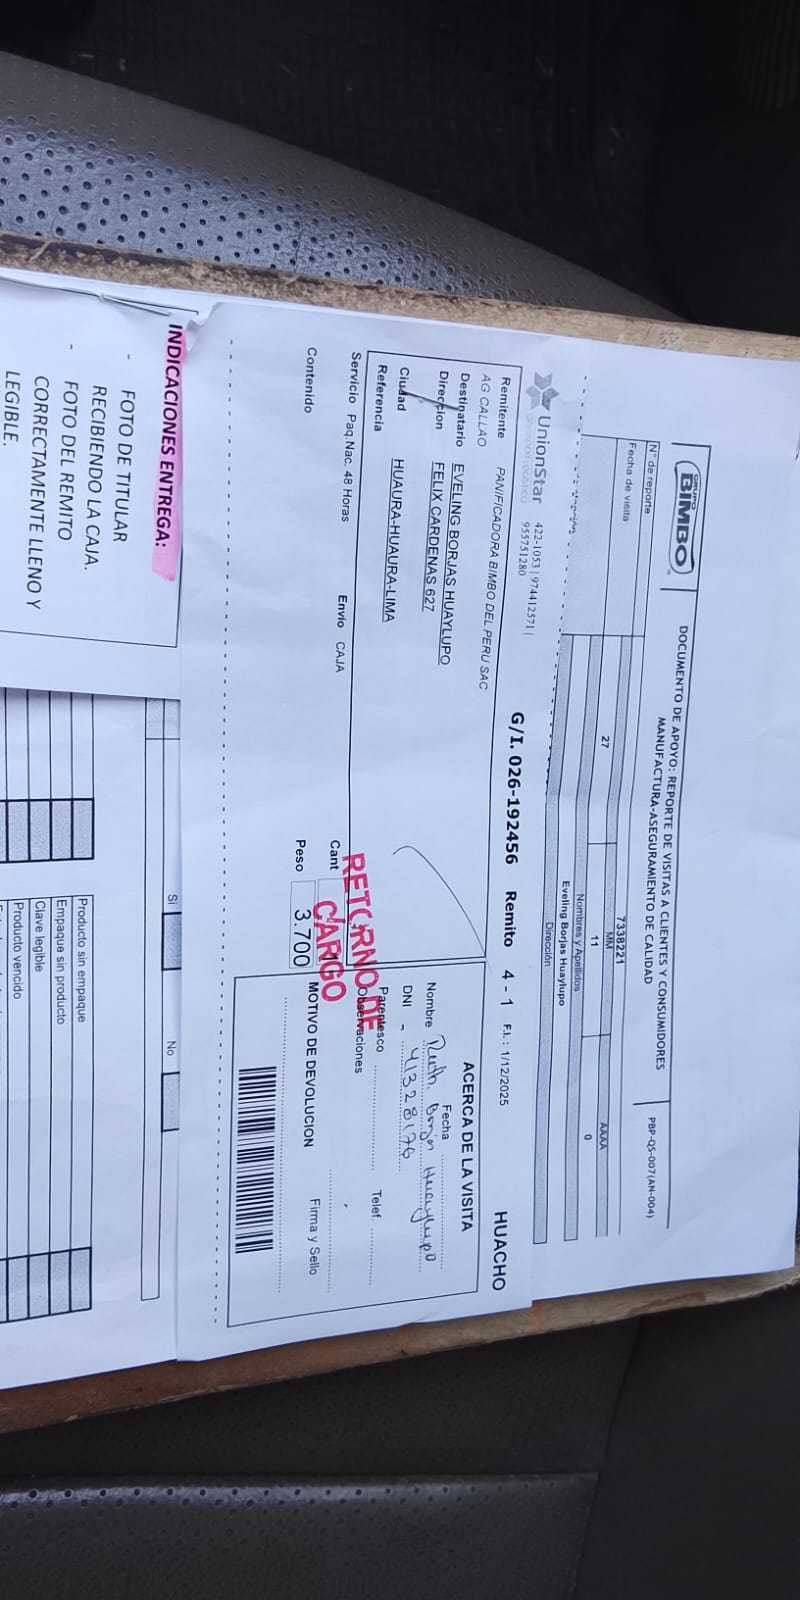 GRUPO
BIMBO
DOCUMENTO DE APOYO: REPORTE DE VISITAS A CLIENTES Y CONSUMIDORES
MANUFACTURA-ASEGURAMIENTO DE CALIDAD
PBP-QS-007(AN-004)
N° de reporte
7338221
Fecha de visita
MM
AAAA
27
11
0
Nombres y Apellidos
Eveling Borjas Huaylupo
Dirección
UnionStar
422-1053 | 974412571 |
955751280
G/I. 026-192456 Remito 4 - 1 F.I.: 1/12/2025 HUACHO
Remitente PANIFICADORA BIMBO DEL PERU SAC
AG CALLAO
Destinatario EVELING BORJAS HUAYLUPO
Direccion FELIX CARDENAS 627
Ciudad HUAURA-HUAURA-LIMA
Referencia
Servicio Paq.Nac. 48 Horas Envio CAJA Cant
Contenido Peso 3.700
RETORNO DE
CARGO
ACERCA DE LA VISITA
Fecha
Nombre Ruth Borjas Huaylupo
DNI - 41328176
Parentesco Telef.
Observaciones
MOTIVO DE DEVOLUCION Firma y Sello
INDICACIONES ENTREGA:
- FOTO DE TITULAR
RECIBIENDO LA CAJA.
- FOTO DEL REMITO
CORRECTAMENTE LLENO Y
LEGIBLE.
Si No
Producto sin empaque
Empaque sin producto
Clave legible
Producto vencido